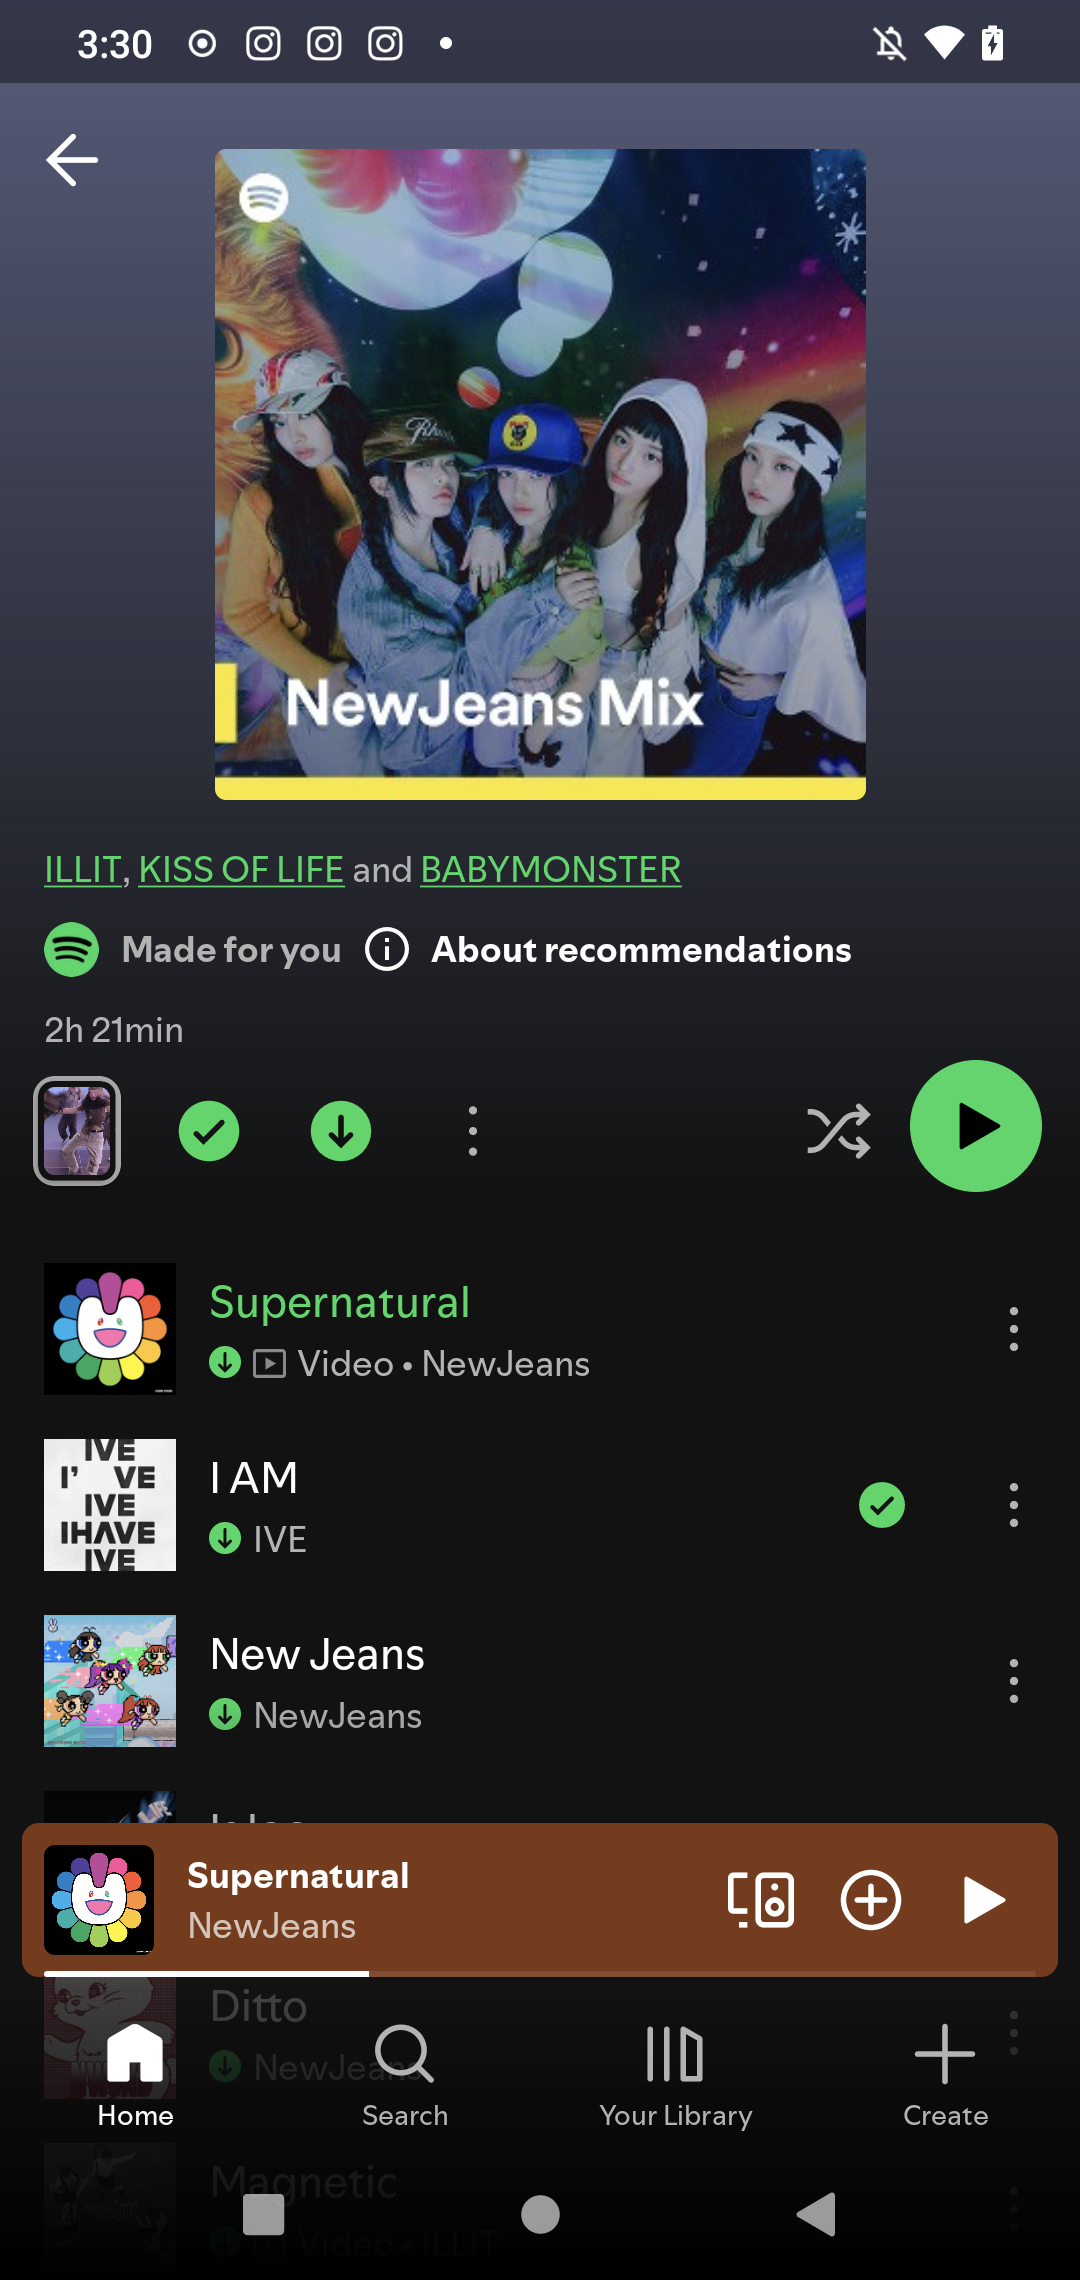 3:30
Rho
NewJeans Mix
ILLIT, KISS OF LIFE and BABYMONSTER
Made for you
About recommendations
2h 21min
Supernatural
Video • NewJeans
IVE
I' VE
IVE
IHAVE
IVE
I AM
IVE
New Jeans
NewJeans
LIFE
Supernatural
NewJeans
Ditto
NewJeans
Home
Search
Your Library
Create
Magnetic
Video • ILLIT